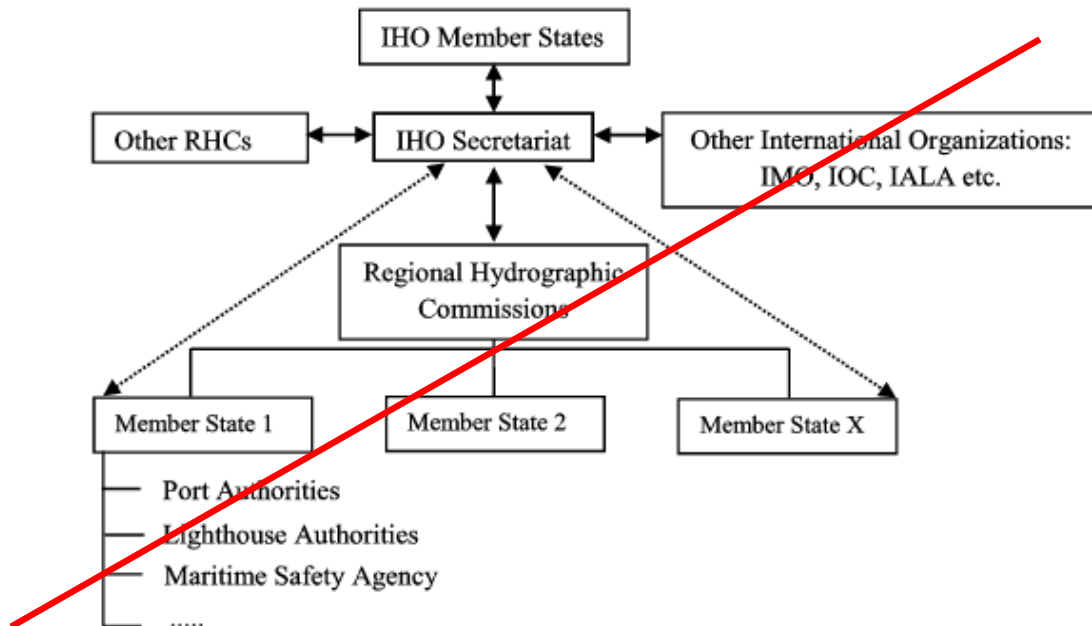 IHO Member States
Other RHCs
IHO Secretariat
Other International Organizations:
IMO, IOC, IALA etc.
Regional Hydrographic
Commissions
Member State 1
Member State 2
Member State X
Port Authorities
Lighthouse Authorities
Maritime Safety Agency
.....